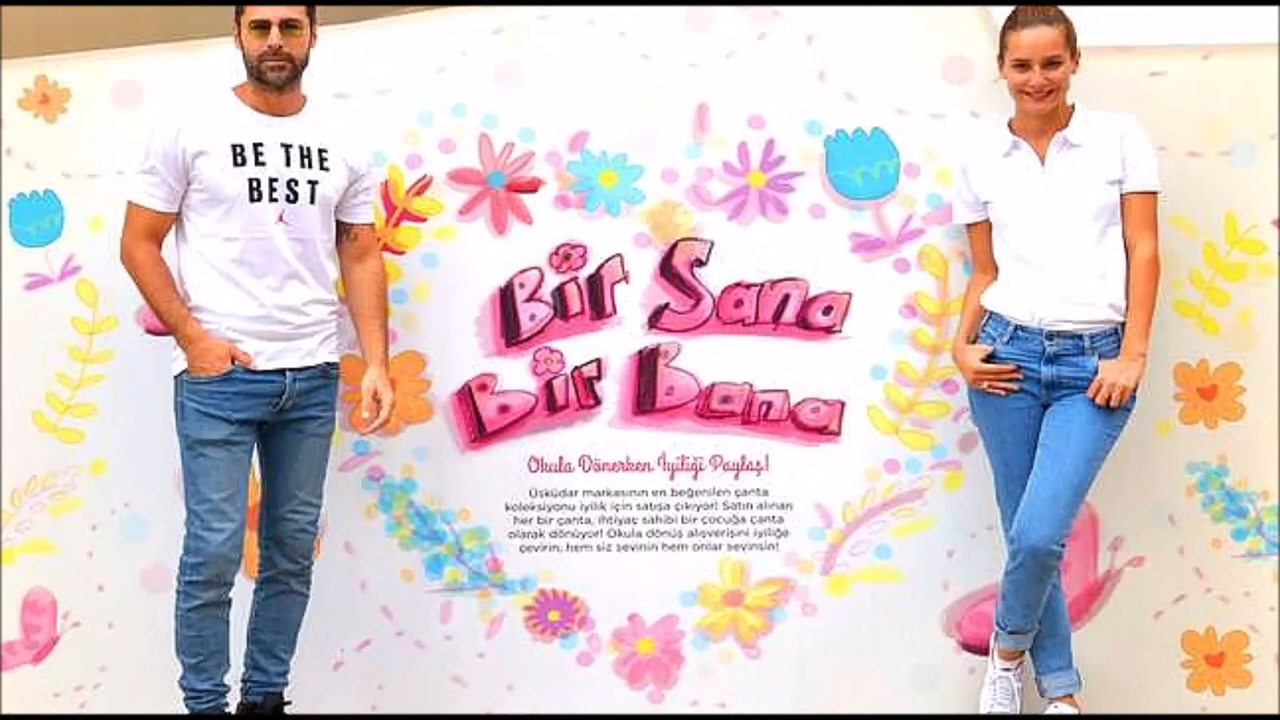 BE THE
BEST
Bir Sana
Bir Bana
Okula Dönerken İyiliği Paylaş!
Üsküdar markasının en beğenilen çanta
koleksiyonu iyilik için satışa çıkıyor! Satın alınan
her bir çanta, ihtiyaç sahibi bir çocuğa çanta
olarak dönüyor! Okula dönüş alışverişini iyiliğe
çevirin; hem siz sevinin hem onlar sevinsin!